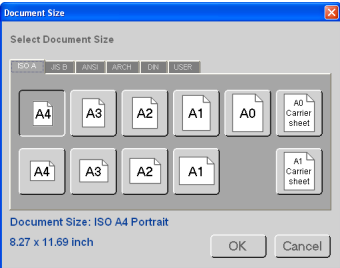 Document Size
Select Document Size
ISO A JIS B ANSI ARCH DIN USER
A4 A3 A2 A1 A0 A0 Carrier sheet
A4 A3 A2 A1 A1 Carrier sheet
Document Size: ISO A4 Portrait
8.27 x 11.69 inch
OK Cancel